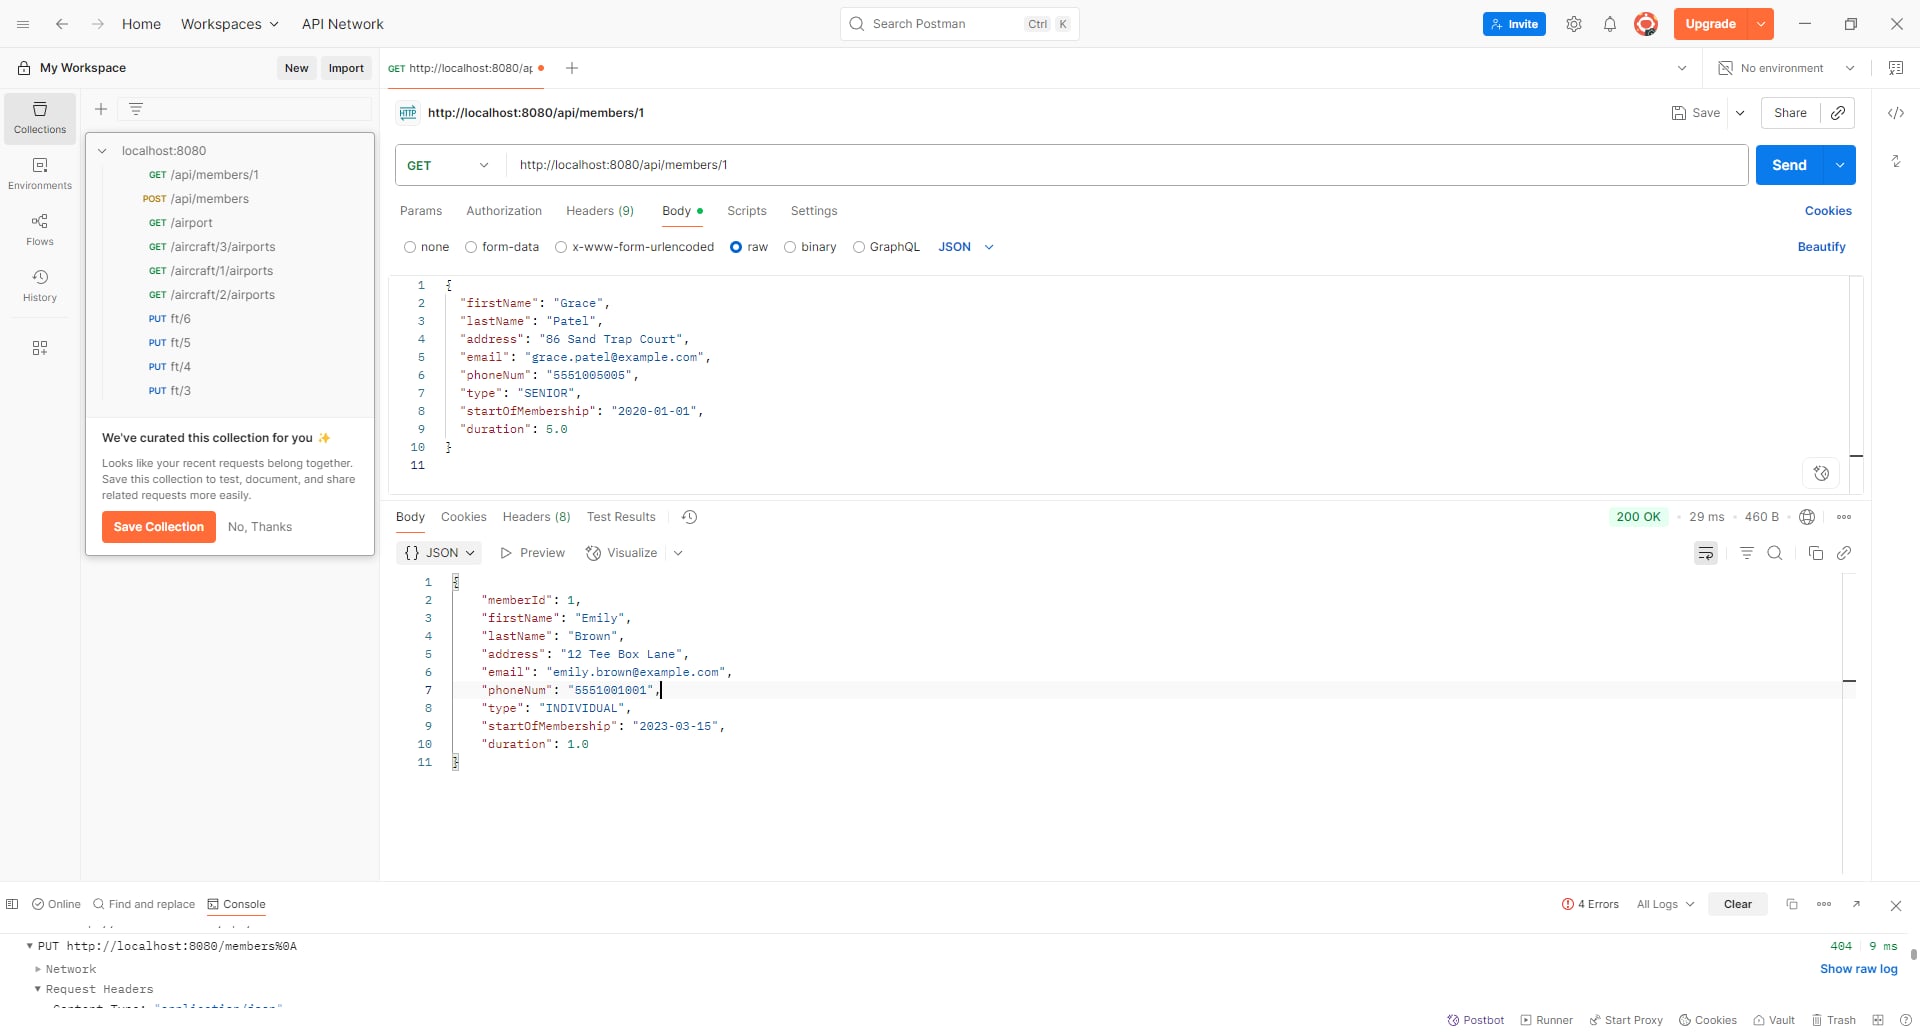 Home Workspaces API Network Search Postman Ctrl K Invite Upgrade
My Workspace New Import GET http://localhost:8080/ap No environment
Collections
Environments
Flows
History
localhost:8080
GET /api/members/1
POST /api/members
GET /airport
GET /aircraft/3/airports
GET /aircraft/1/airports
GET /aircraft/2/airports
PUT ft/6
PUT ft/5
PUT ft/4
PUT ft/3
We've curated this collection for you ✨
Looks like your recent requests belong together.
Save this collection to test, document, and share
related requests more easily.
Save Collection No, Thanks
HTTP http://localhost:8080/api/members/1 Save Share
GET http://localhost:8080/api/members/1 Send
Params Authorization Headers (9) Body Scripts Settings Cookies
none form-data x-www-form-urlencoded raw binary GraphQL JSON Beautify
1 {
2 "firstName": "Grace",
3 "lastName": "Patel",
4 "address": "86 Sand Trap Court",
5 "email": "grace.patel@example.com",
6 "phoneNum": "5551005005",
7 "type": "SENIOR",
8 "startOfMembership": "2020-01-01",
9 "duration": 5.0
10 }
11
Body Cookies Headers (8) Test Results 200 OK 29 ms 460 B
{} JSON Preview Visualize
1 {
2 "memberId": 1,
3 "firstName": "Emily",
4 "lastName": "Brown",
5 "address": "12 Tee Box Lane",
6 "email": "emily.brown@example.com",
7 "phoneNum": "5551001001",
8 "type": "INDIVIDUAL",
9 "startOfMembership": "2023-03-15",
10 "duration": 1.0
11 }
Online Find and replace Console 4 Errors All Logs Clear
PUT http://localhost:8080/members%0A 404 9 ms
Network Show raw log
Request Headers
Content-Type: "application/json"
Postbot Runner Start Proxy Cookies Vault Trash